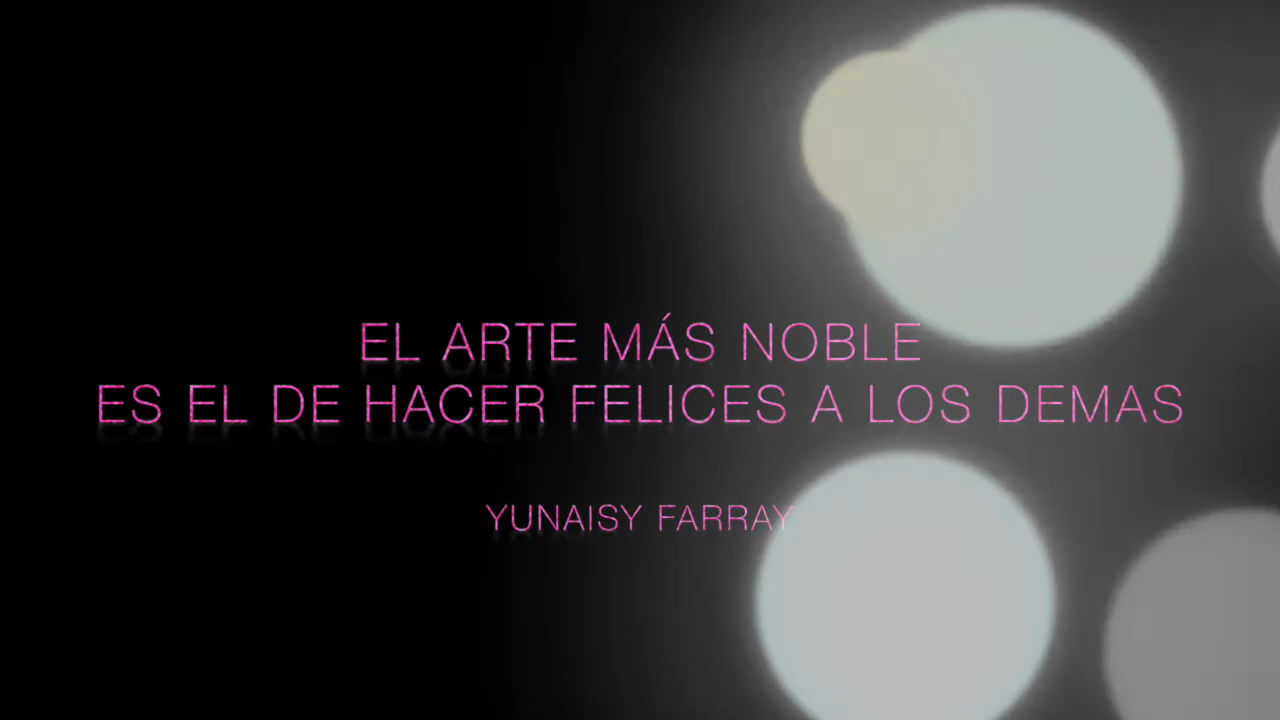 EL ARTE MÁS NOBLE
ES EL DE HACER FELICES A LOS DEMAS
YUNAISY FARRAY